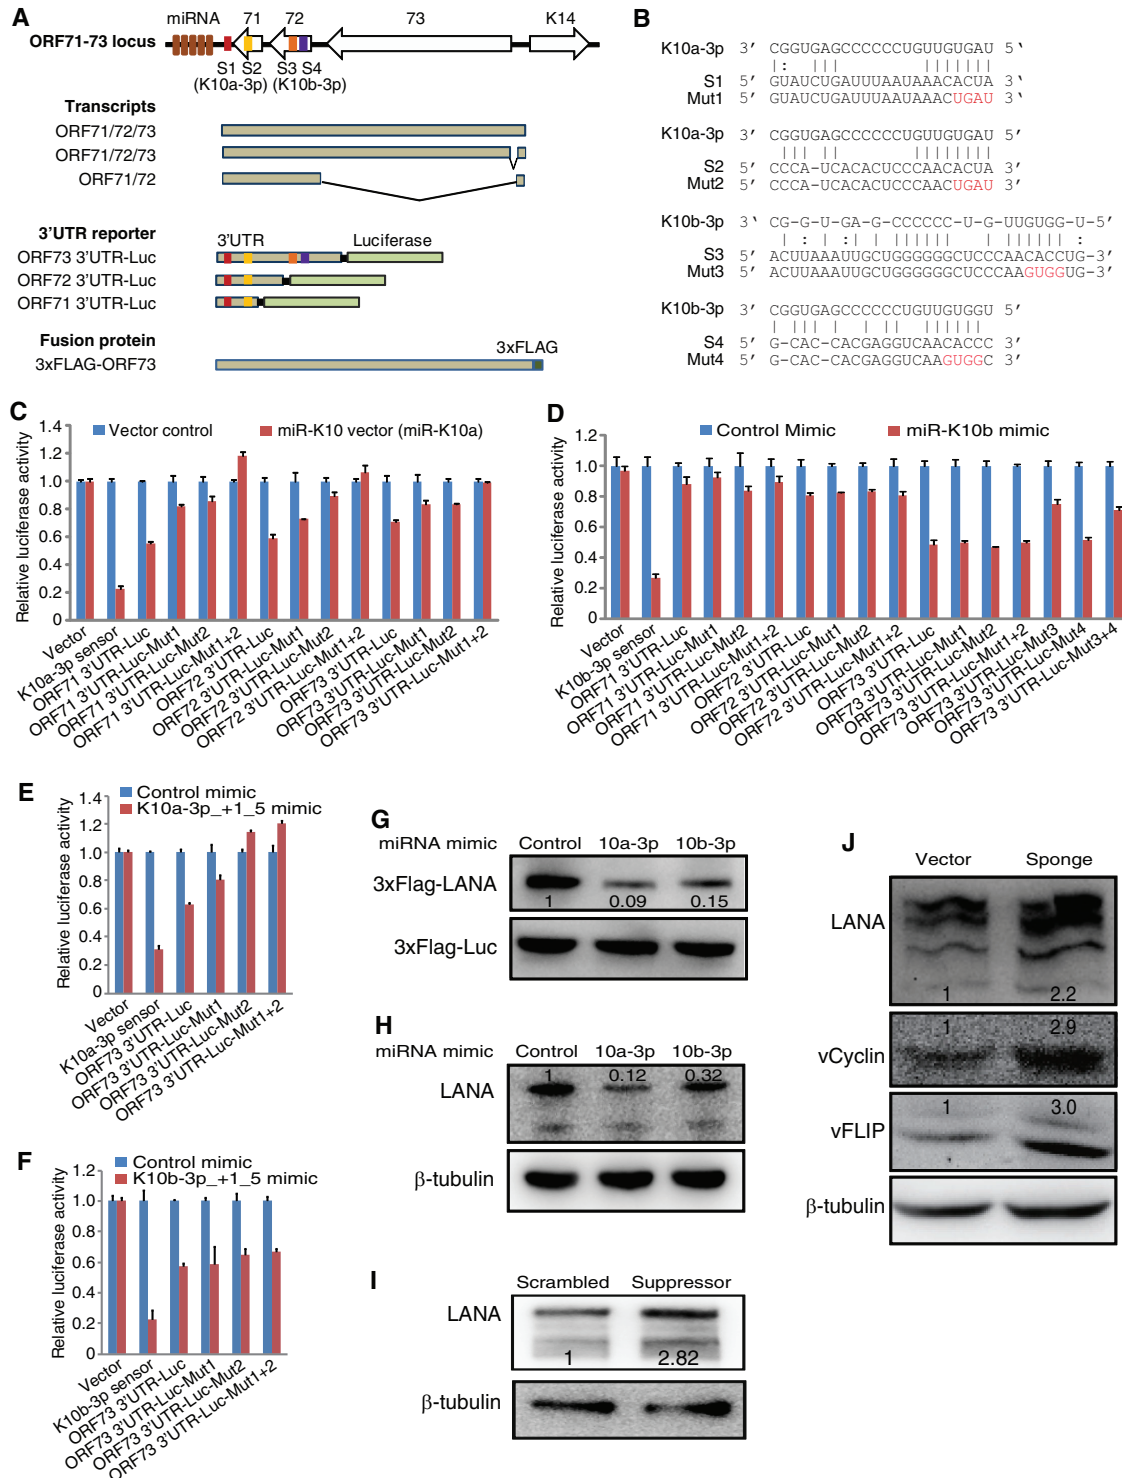 A
miRNA 71 72 73 K14
ORF71-73 locus
S1 S2 S3 S4
(K10a-3p) (K10b-3p)
Transcripts
ORF71/72/73
ORF71/72/73
ORF71/72
3'UTR reporter
3'UTR Luciferase
ORF73 3'UTR-Luc
ORF72 3'UTR-Luc
ORF71 3'UTR-Luc
Fusion protein
3xFLAG
3xFLAG-ORF73
B
K10a-3p 3' CGGUGAGCCCCCCUGUUGUGAU 5'
S1 5' GUAUCUGAUUUAAUAAACACUA 3'
Mut1 5' GUAUCUGAUUUAAUAAACUGAU 3'
K10a-3p 3' CGGUGAGCCCCCCUGUUGUGAU 5'
S2 5' CCCA-UCACACUCCCAACACUA 3'
Mut2 5' CCCA-UCACACUCCCAACUGAU 3'
K10b-3p 3' CG-G-U-GA-G-CCCCCC-U-G-UUGUGG-U-5'
S3 5' ACUUAAAUUGCUGGGGGGCUCCCAACACCUG-3'
Mut3 5' ACUUAAAUUGCUGGGGGGCUCCCAAGUGGUG-3'
K10b-3p 3' CGGUGAGCCCCCCUGUUGUGGU 5'
S4 5' G-CAC-CACGAGGUCAACACCC 3'
Mut4 5' G-CAC-CACGAGGUCAAGUGGC 3'
C
Vector control miR-K10 vector (miR-K10a)
Relative luciferase activity
1.4
1.2
1.0
0.8
0.6
0.4
0.2
0
Vector
K10a-3p sensor
ORF71 3'UTR-Luc
ORF71 3'UTR-Luc-Mut1
ORF71 3'UTR-Luc-Mut2
ORF71 3'UTR-Luc-Mut1+2
ORF72 3'UTR-Luc
ORF72 3'UTR-Luc-Mut1
ORF72 3'UTR-Luc-Mut2
ORF72 3'UTR-Luc-Mut1+2
ORF73 3'UTR-Luc
ORF73 3'UTR-Luc-Mut1
ORF73 3'UTR-Luc-Mut2
ORF73 3'UTR-Luc-Mut1+2
D
Control Mimic miR-K10b mimic
Relative luciferase activity
1.2
1.0
0.8
0.6
0.4
0.2
0
Vector
K10b-3p sensor
ORF71 3'UTR-Luc
ORF71 3'UTR-Luc-Mut1
ORF71 3'UTR-Luc-Mut2
ORF71 3'UTR-Luc-Mut1+2
ORF72 3'UTR-Luc
ORF72 3'UTR-Luc-Mut1
ORF72 3'UTR-Luc-Mut2
ORF72 3'UTR-Luc-Mut1+2
ORF73 3'UTR-Luc
ORF73 3'UTR-Luc-Mut1
ORF73 3'UTR-Luc-Mut2
ORF73 3'UTR-Luc-Mut1+2
ORF73 3'UTR-Luc-Mut3
ORF73 3'UTR-Luc-Mut4
ORF73 3'UTR-Luc-Mut3+4
E
Control mimic
K10a-3p_+1_5 mimic
Relative luciferase activity
1.4
1.2
1.0
0.8
0.6
0.4
0.2
0
Vector
K10a-3p sensor
ORF73 3'UTR-Luc
ORF73 3'UTR-Luc-Mut1
ORF73 3'UTR-Luc-Mut2
ORF73 3'UTR-Luc-Mut1+2
F
Control mimic
K10b-3p_+1_5 mimic
Relative luciferase activity
1.2
1.0
0.8
0.6
0.4
0.2
0
Vector
K10b-3p sensor
ORF73 3'UTR-Luc
ORF73 3'UTR-Luc-Mut1
ORF73 3'UTR-Luc-Mut2
ORF73 3'UTR-Luc-Mut1+2
G
miRNA mimic Control 10a-3p 10b-3p
3xFlag-LANA
1 0.09 0.15
3xFlag-Luc
H
miRNA mimic Control 10a-3p 10b-3p
1 0.12 0.32
LANA
β-tubulin
I
Scrambled Suppressor
LANA
1 2.82
β-tubulin
J
Vector Sponge
LANA
1 2.2
1 2.9
vCyclin
1 3.0
vFLIP
β-tubulin